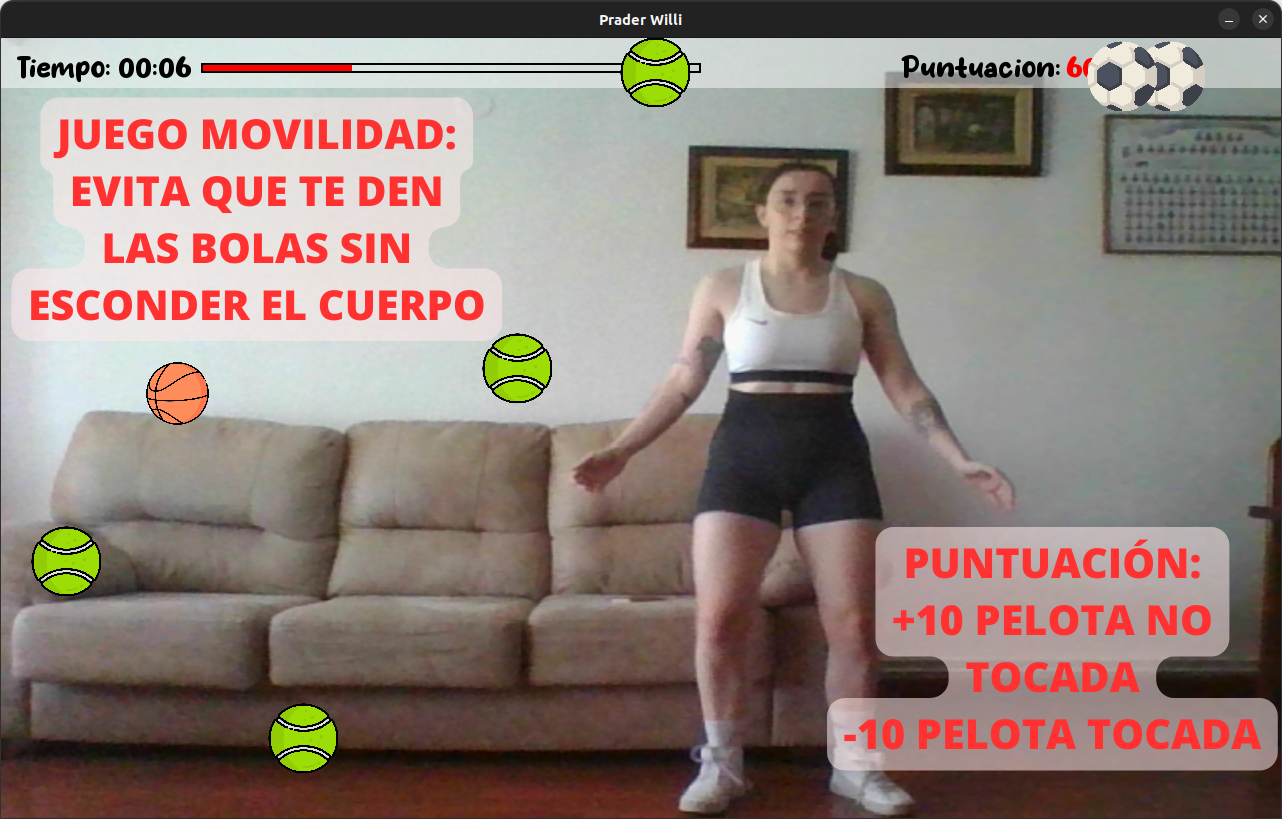 Prader Willi
Tiempo: 00:06
Puntuacion:
JUEGO MOVILIDAD:
EVITA QUE TE DEN
LAS BOLAS SIN
ESCONDER EL CUERPO
PUNTUACIÓN:
+10 PELOTA NO
TOCADA
-10 PELOTA TOCADA